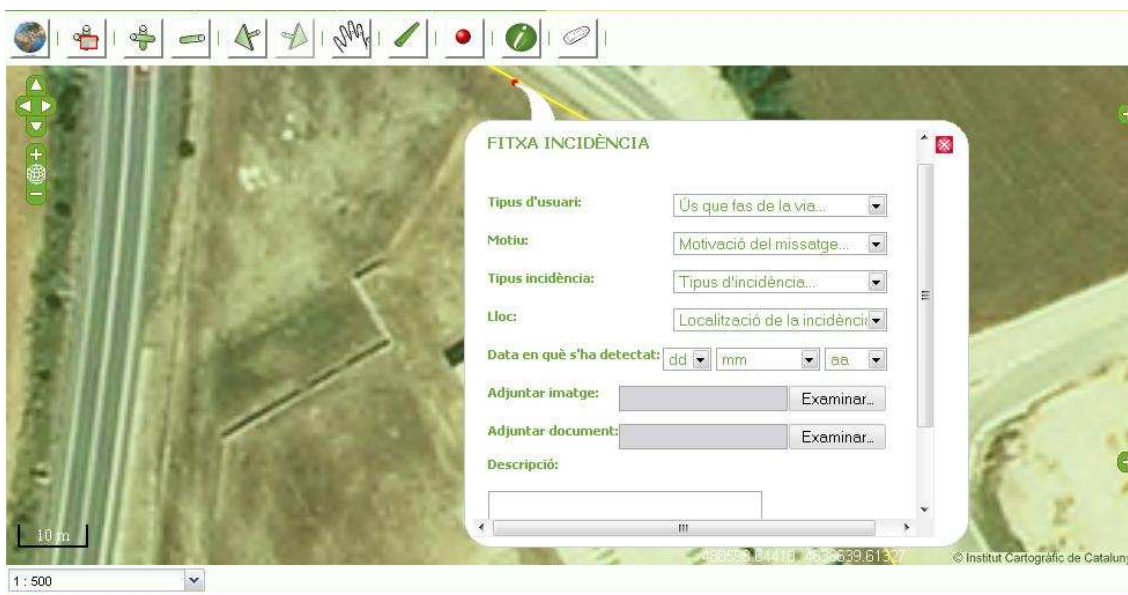 FITXA INCIDÈNCIA
Tipus d'usuari: Ús que fas de la via...
Motiu: Motivació del missatge...
Tipus incidència: Tipus d'incidència...
Lloc: Localització de la incidència
Data en què s'ha detectat: dd mm aa
Adjuntar imatge: Examinar...
Adjuntar document: Examinar...
Descripció:
10 m
© Institut Cartogràfic de Cataluny
1 : 500